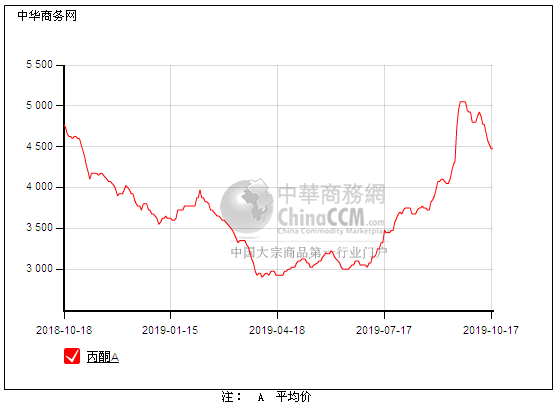 中华商务网
5 500
5 000
4 500
4 000
3 500
3 000
中華商務網
ChinaCCM.com
China Commodity Marketplace
中国大宗商品第一行业门户
2018-10-18 2019-01-15 2019-04-18 2019-07-17 2019-10-17
丙酮A
注： A 平均价